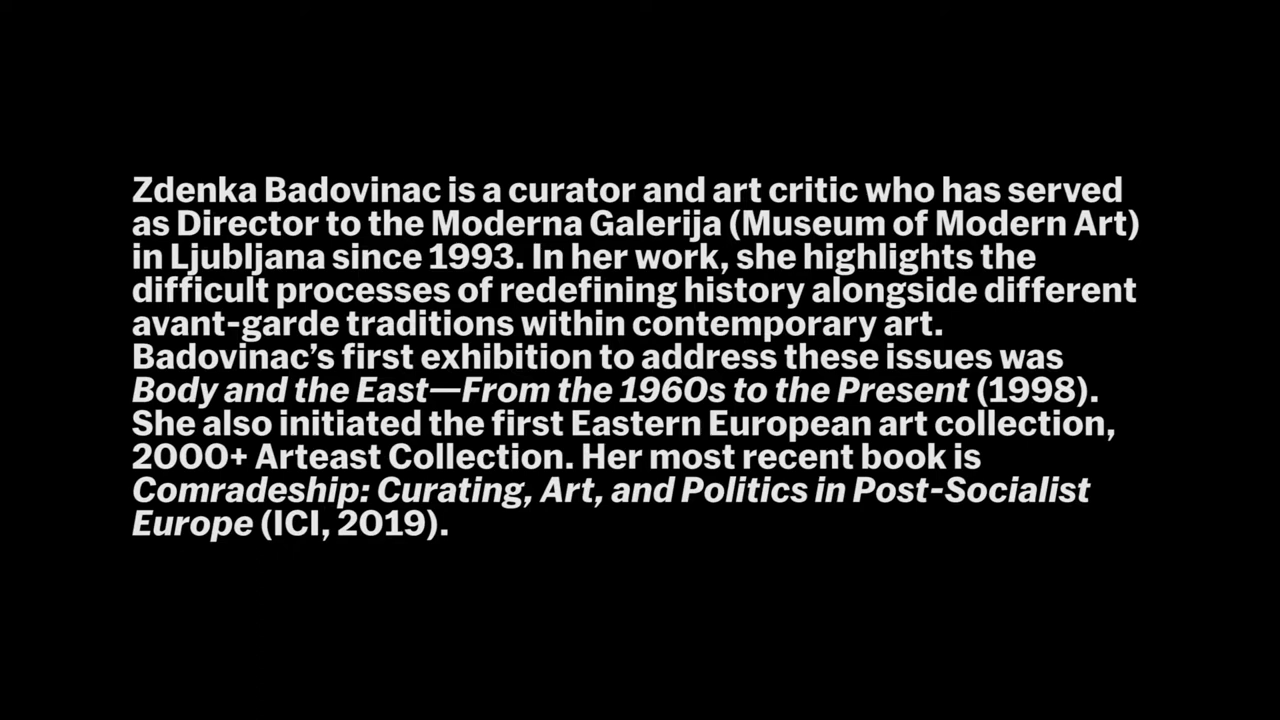 Zdenka Badovinac is a curator and art critic who has served
as Director to the Moderna Galerija (Museum of Modern Art)
in Ljubljana since 1993. In her work, she highlights the
difficult processes of redefining history alongside different
avant-garde traditions within contemporary art.
Badovinac’s first exhibition to address these issues was
Body and the East—From the 1960s to the Present (1998).
She also initiated the first Eastern European art collection,
2000+ Arteast Collection. Her most recent book is
Comradeship: Curating, Art, and Politics in Post-Socialist
Europe (ICI, 2019).